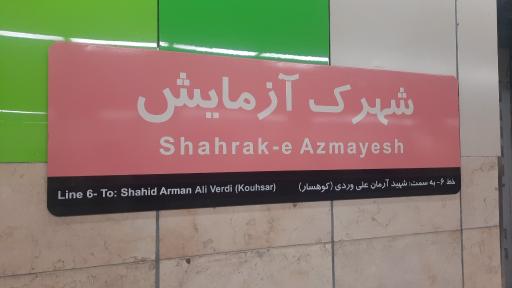 شهرک آزمایش
Shahrak-e Azmayesh
Line 6- To: Shahid Arman Ali Verdi (Kouhsar) خط ۶- به سمت: شهید آرمان علی وردی (کوهسار)